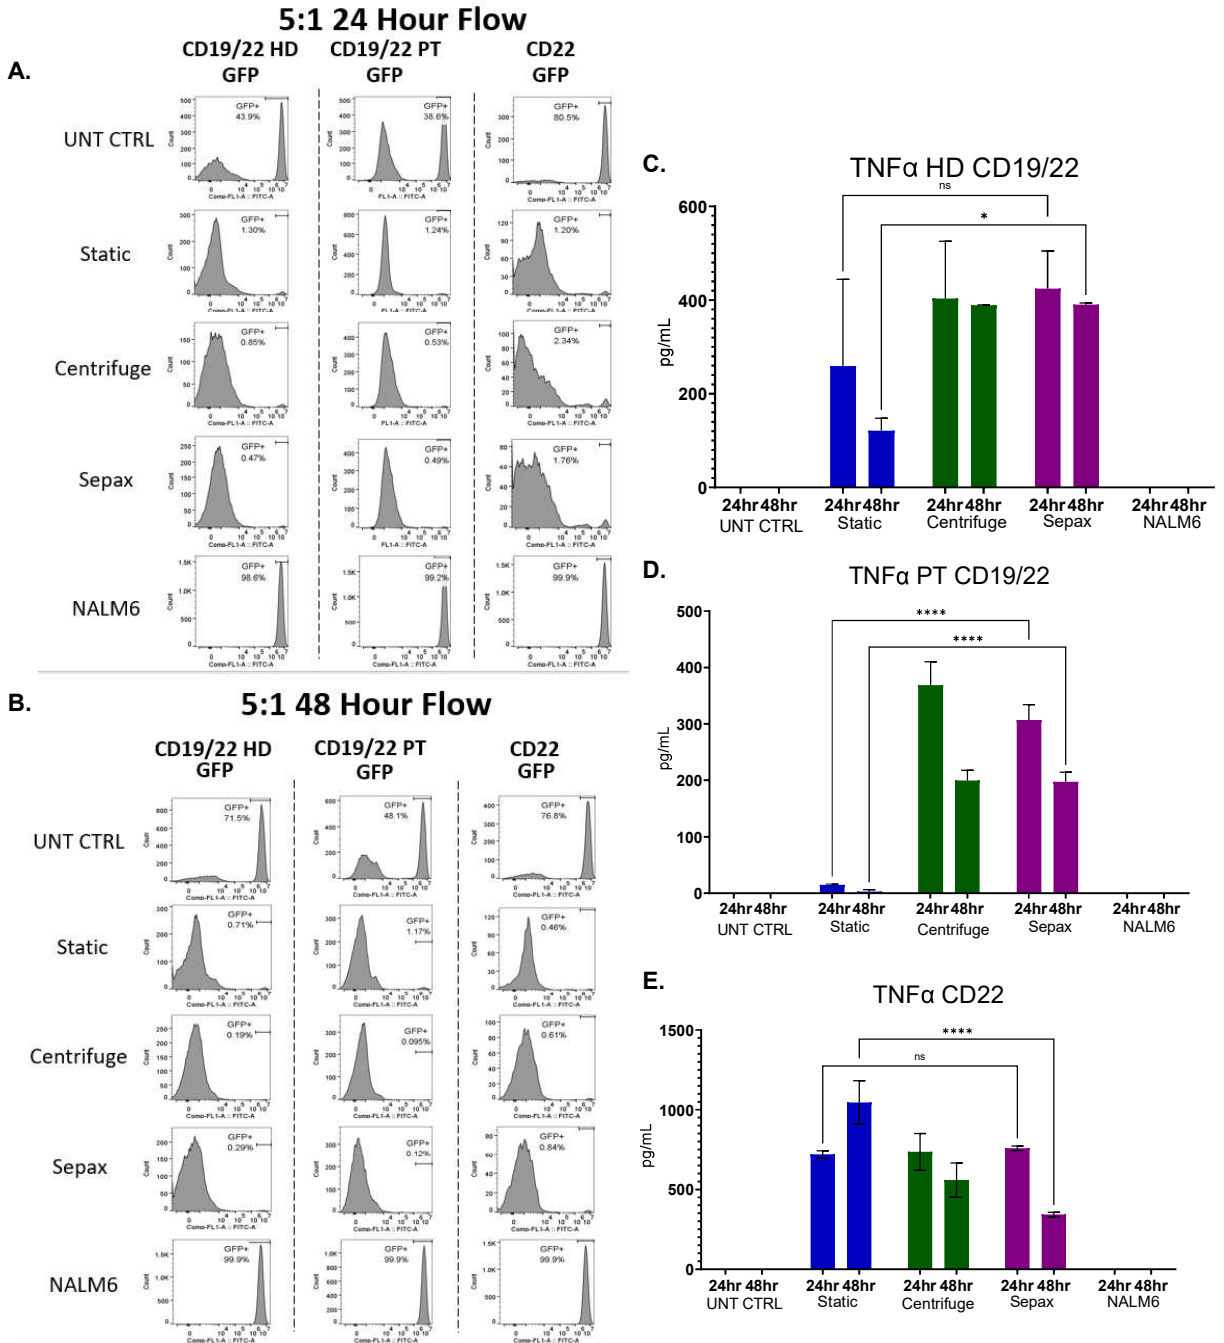 5:1 24 Hour Flow
A.
CD19/22 HD GFP
CD19/22 PT GFP
CD22 GFP
UNT CTRL
GFP+ 43.9%
GFP+ 38.6%
GFP+ 80.5%
Static
GFP+ 1.30%
GFP+ 1.24%
GFP+ 1.20%
Centrifuge
GFP+ 0.85%
GFP+ 0.53%
GFP+ 2.34%
Sepax
GFP+ 0.47%
GFP+ 0.49%
GFP+ 1.76%
NALM6
GFP+ 98.6%
GFP+ 99.2%
GFP+ 99.9%
Count
Comp-FL1-A :: FITC-A
FL1-A :: FITC-A
B.
5:1 48 Hour Flow
CD19/22 HD GFP
CD19/22 PT GFP
CD22 GFP
UNT CTRL
GFP+ 71.5%
GFP+ 48.1%
GFP+ 76.8%
Static
GFP+ 0.71%
GFP+ 1.17%
GFP+ 0.46%
Centrifuge
GFP+ 0.19%
GFP+ 0.095%
GFP+ 0.61%
Sepax
GFP+ 0.29%
GFP+ 0.12%
GFP+ 0.84%
NALM6
GFP+ 99.9%
GFP+ 99.9%
GFP+ 99.9%
Count
Comp-FL1-A :: FITC-A
C.
TNFα HD CD19/22
ns
*
600
400
200
0
pg/mL
24hr 48hr 24hr 48hr 24hr 48hr 24hr 48hr 24hr 48hr
UNT CTRL Static Centrifuge Sepax NALM6
D.
TNFα PT CD19/22
****
****
500
400
300
200
100
0
pg/mL
24hr 48hr 24hr 48hr 24hr 48hr 24hr 48hr 24hr 48hr
UNT CTRL Static Centrifuge Sepax NALM6
E.
TNFα CD22
****
ns
1500
1000
500
0
pg/mL
24hr 48hr 24hr 48hr 24hr 48hr 24hr 48hr 24hr 48hr
UNT CTRL Static Centrifuge Sepax NALM6